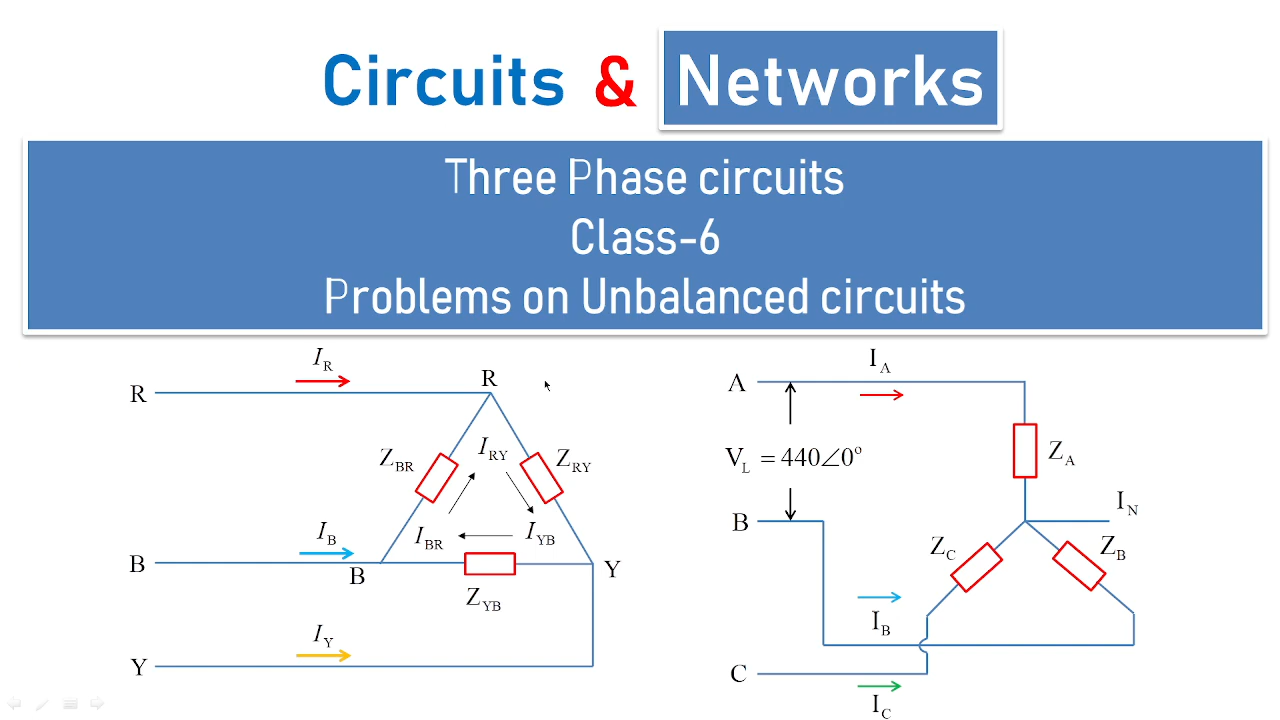 Circuits & Networks
Three Phase circuits
Class-6
Problems on Unbalanced circuits
I_R
R
R
Z_BR
I_RY
Z_RY
I_B
I_BR
I_YB
B
B
Y
Z_YB
I_Y
Y
I_A
A
V_L = 440∠0°
Z_A
B
I_N
Z_C
Z_B
I_B
C
I_C